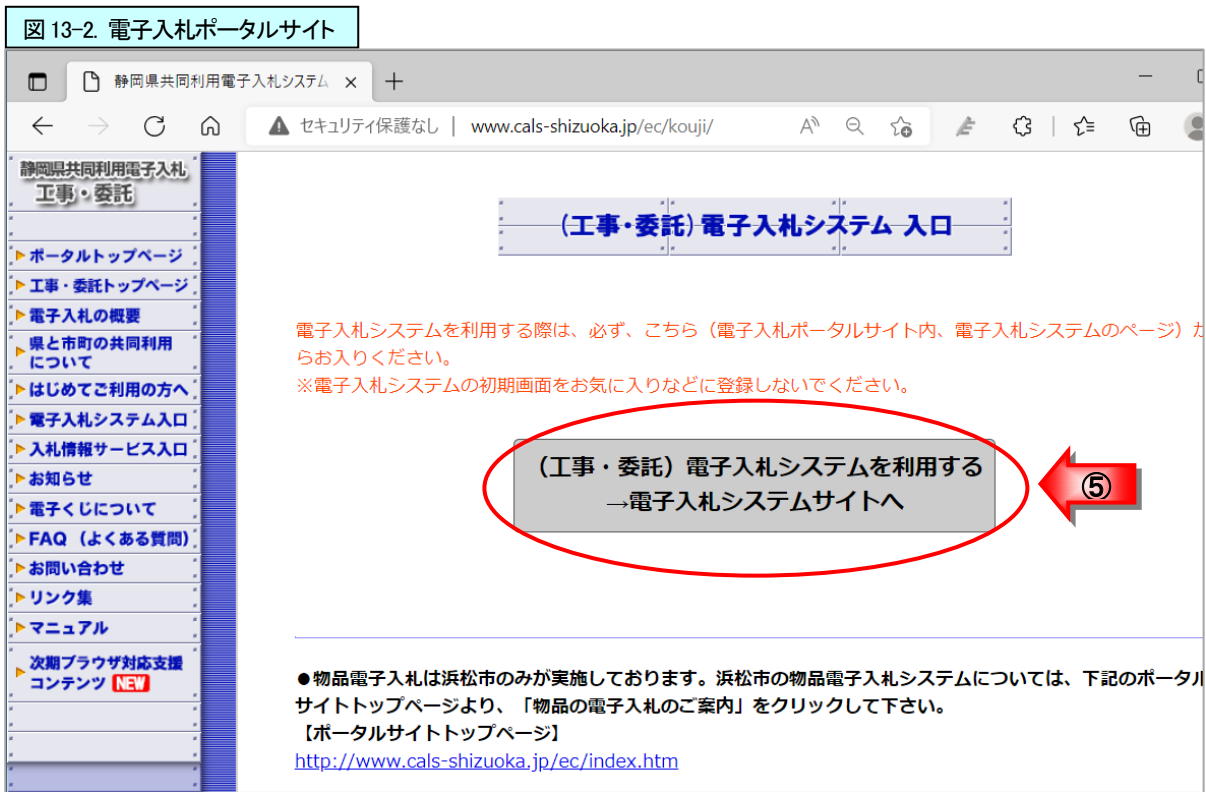 図 13-2. 電子入札ポータルサイト
静岡県共同利用電子入札システム
セキュリティ保護なし | www.cals-shizuoka.jp/ec/kouji/
静岡県共同利用電子入札
工事・委託
ポータルトップページ
工事・委託トップページ
電子入札の概要
県と市町の共同利用
について
はじめてご利用の方へ
電子入札システム入口
入札情報サービス入口
お知らせ
電子くじについて
FAQ（よくある質問）
お問い合わせ
リンク集
マニュアル
次期ブラウザ対応支援
コンテンツ NEW
(工事・委託)電子入札システム 入口
電子入札システムを利用する際は、必ず、こちら（電子入札ポータルサイト内、電子入札システムのページ）か
らお入りください。
※電子入札システムの初期画面をお気に入りなどに登録しないでください。
（工事・委託）電子入札システムを利用する
→電子入札システムサイトへ
⑤
●物品電子入札は浜松市のみが実施しております。浜松市の物品電子入札システムについては、下記のポータル
サイトトップページより、「物品の電子入札のご案内」をクリックして下さい。
【ポータルサイトトップページ】
http://www.cals-shizuoka.jp/ec/index.htm